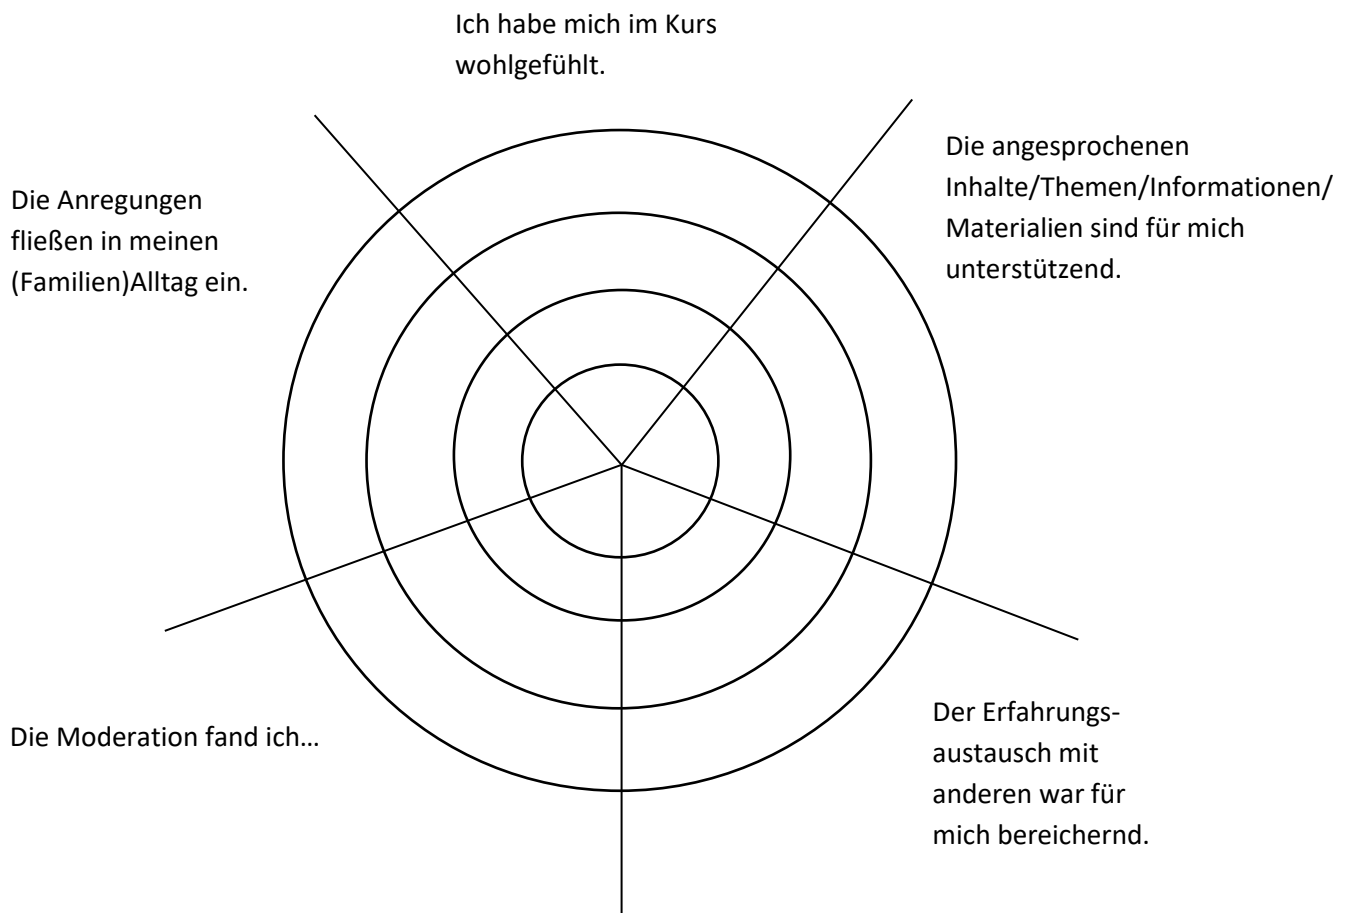 Ich habe mich im Kurs
wohlgefühlt.
Die angesprochenen
Inhalte/Themen/Informationen/
Materialien sind für mich
unterstützend.
Die Anregungen
fließen in meinen
(Familien)Alltag ein.
Der Erfahrungs-
austausch mit
anderen war für
mich bereichernd.
Die Moderation fand ich…